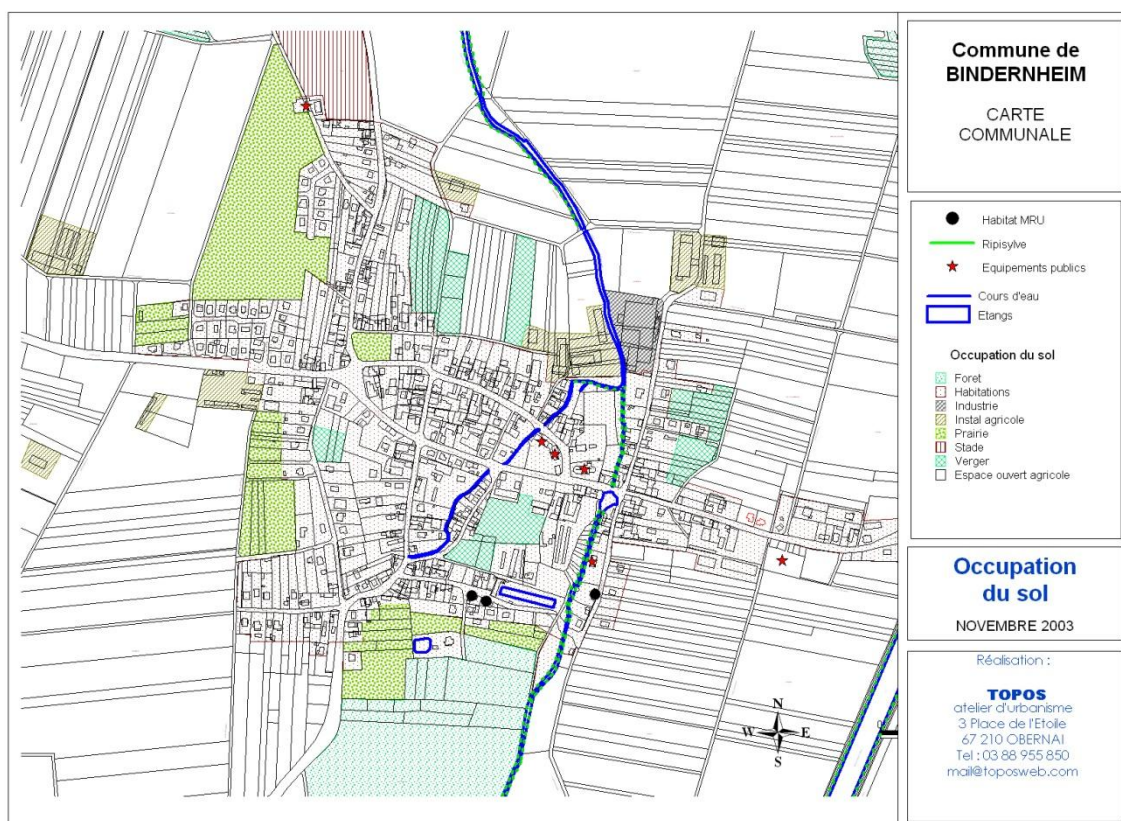 Commune de
BINDERNHEIM
CARTE
COMMUNALE
Habitat MRU
Ripisylve
Equipements publics
Cours d'eau
Etangs
Occupation du sol
Foret
Habitations
Industrie
Instal agricole
Prairie
Stade
Verger
Espace ouvert agricole
Occupation
du sol
NOVEMBRE 2003
Réalisation :
TOPOS
atelier d'urbanisme
3 Place de l'Etoile
67 210 OBERNAI
Tel : 03 88 955 850
mail@toposweb.com
N
W E
S
0